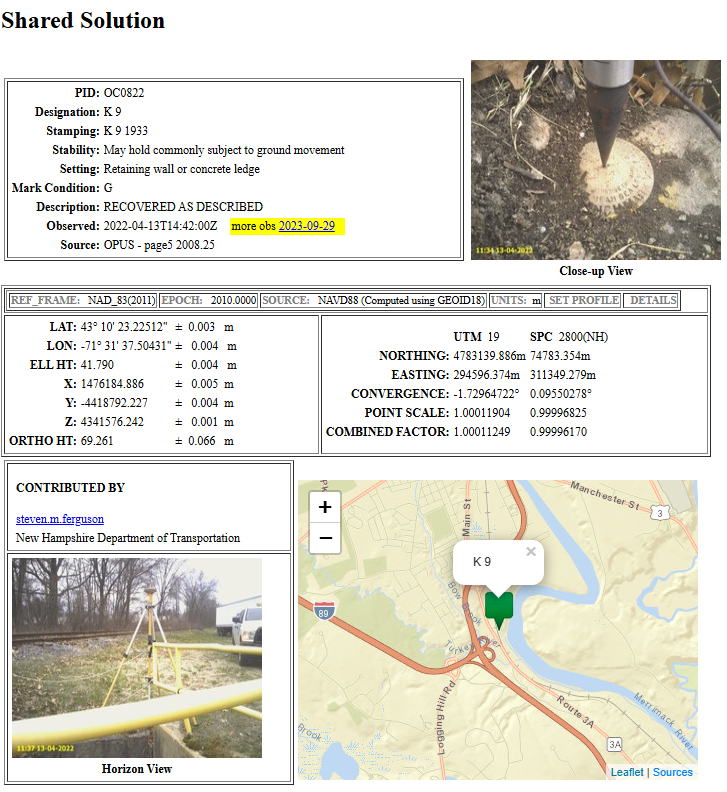 Shared Solution
PID: OC0822
Designation: K 9
Stamping: K 9 1933
Stability: May hold commonly subject to ground movement
Setting: Retaining wall or concrete ledge
Mark Condition: G
Description: RECOVERED AS DESCRIBED
Observed: 2022-04-13T14:42:00Z more obs 2023-09-29
Source: OPUS - page5 2008.25
11:34 13-04-2022
Close-up View
REF_FRAME: NAD_83(2011) EPOCH: 2010.0000 SOURCE: NAVD88 (Computed using GEOID18) UNITS: m SET PROFILE DETAILS
LAT: 43° 10' 23.22512" ± 0.003 m
LON: -71° 31' 37.50431" ± 0.004 m
ELL HT: 41.790 ± 0.004 m
X: 1476184.886 ± 0.005 m
Y: -4418792.227 ± 0.004 m
Z: 4341576.242 ± 0.001 m
ORTHO HT: 69.261 ± 0.066 m
UTM 19 SPC 2800(NH)
NORTHING: 4783139.886m 74783.354m
EASTING: 294596.374m 311349.279m
CONVERGENCE: -1.72964722° 0.09550278°
POINT SCALE: 1.00011904 0.99996825
COMBINED FACTOR: 1.00011249 0.99996170
CONTRIBUTED BY
steven.m.ferguson
New Hampshire Department of Transportation
11:37 13-04-2022
Horizon View
+
−
Main St
Manchester St
3
K 9
×
89
Bow Brook
Turkey River
Logging Hill Rd
Route 3A
Merrimack River
3A
Brook
Leaflet | Sources